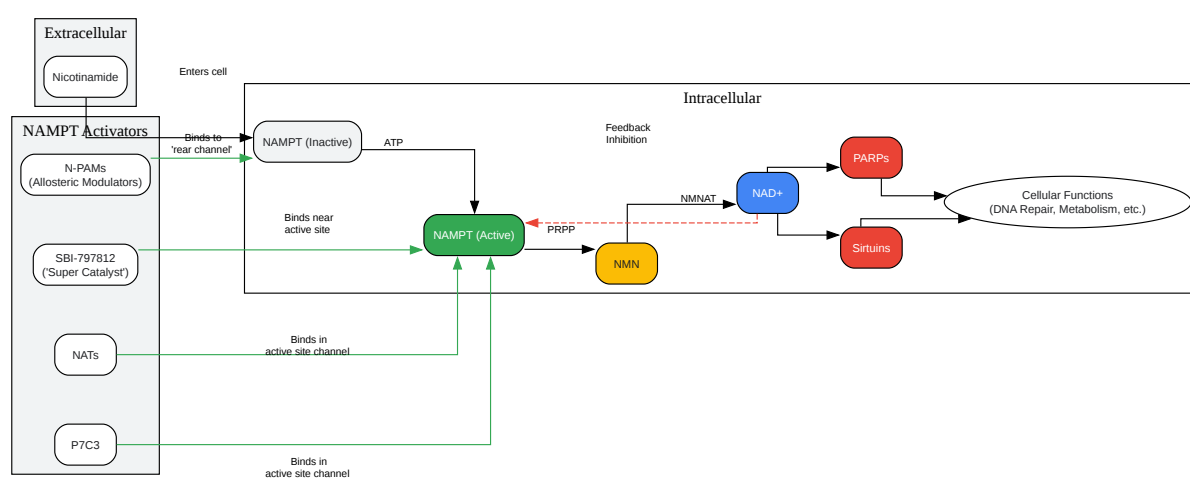 Extracellular
Nicotinamide
Enters cell
Intracellular
NAMPT Activators
Binds to
'rear channel'
N-PAMs
(Allosteric Modulators)
NAMPT (Inactive)
ATP
Feedback
Inhibition
PARPs
NAD+
NMNAT
Cellular Functions
(DNA Repair, Metabolism, etc.)
Binds near
active site
NAMPT (Active)
PRPP
Sirtuins
SBI-797812
('Super Catalyst')
NMN
Binds in
active site channel
NATs
P7C3
Binds in
active site channel